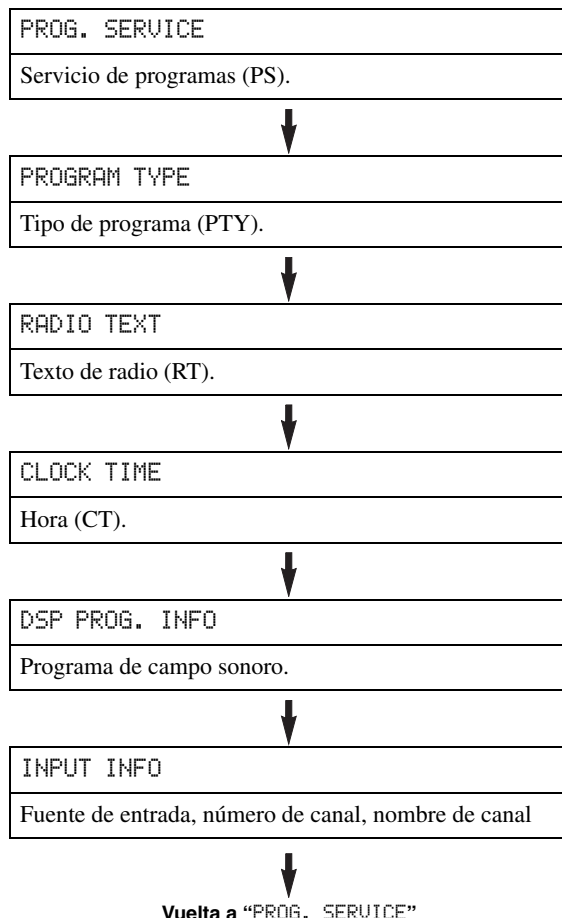 PROG. SERVICE
Servicio de programas (PS).
PROGRAM TYPE
Tipo de programa (PTY).
RADIO TEXT
Texto de radio (RT).
CLOCK TIME
Hora (CT).
DSP PROG. INFO
Programa de campo sonoro.
INPUT INFO
Fuente de entrada, número de canal, nombre de canal
Vuelta a “PROG. SERVICE”